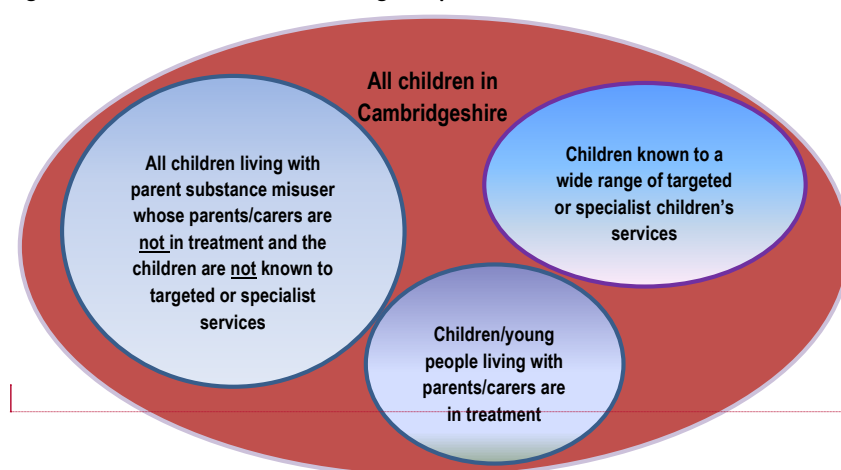 All children in
Cambridgeshire
All children living with
parent substance misuser
whose parents/carers are
not in treatment and the
children are not known to
targeted or specialist
services
Children known to a
wide range of targeted
or specialist children's
services
Children/young
people living with
parents/carers are
in treatment